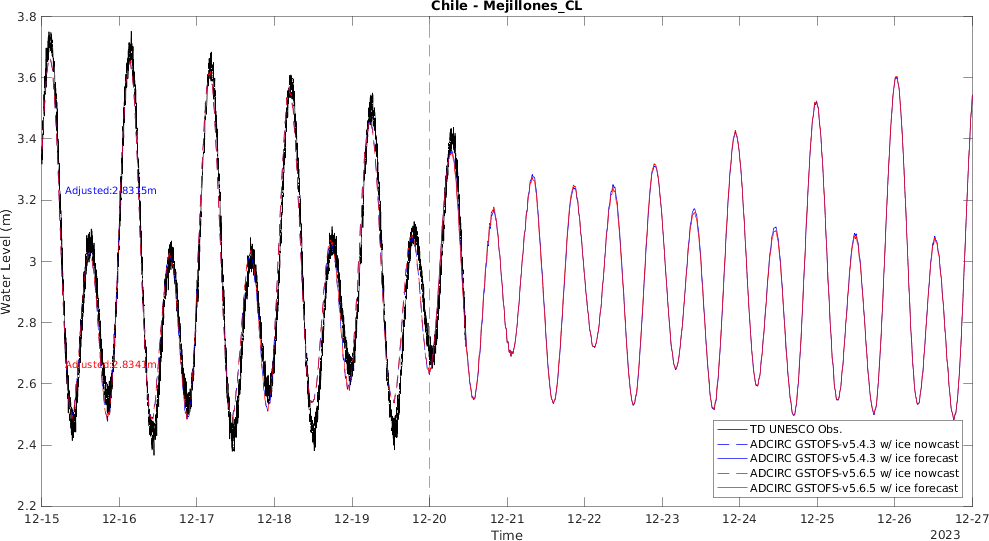 Chile - Mejillones_CL
3.8
3.6
3.4
3.2
3
2.8
2.6
2.4
2.2
Water Level (m)
Adjusted:2.8315m
Adjusted:2.8341m
TD UNESCO Obs.
ADCIRC GSTOFS-v5.4.3 w/ ice nowcast
ADCIRC GSTOFS-v5.4.3 w/ ice forecast
ADCIRC GSTOFS-v5.6.5 w/ ice nowcast
ADCIRC GSTOFS-v5.6.5 w/ ice forecast
12-15 12-16 12-17 12-18 12-19 12-20 12-21 12-22 12-23 12-24 12-25 12-26 12-27
Time
2023